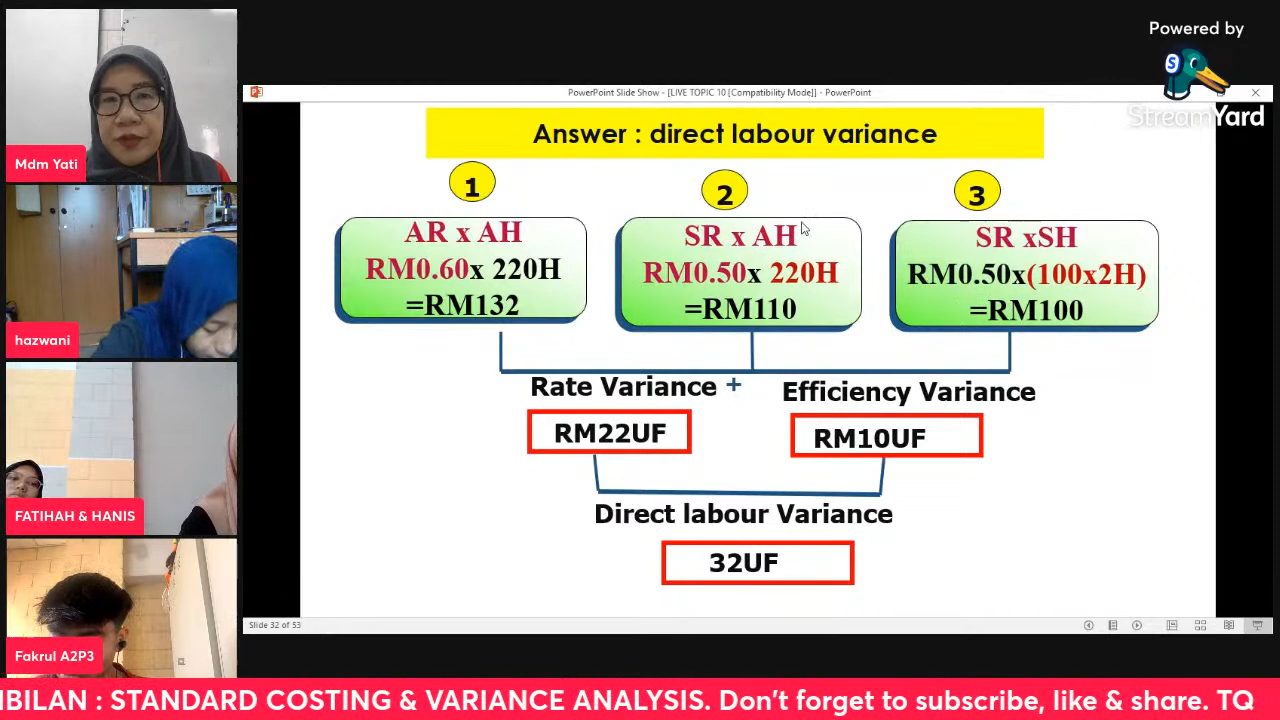 Powered by
StreamYard
PowerPoint Slide Show - [LIVE TOPIC 10 [Compatibility Mode]] - PowerPoint
Answer : direct labour variance
1
2
3
AR x AH
RM0.60x 220H
=RM132
SR x AH
RM0.50x 220H
=RM110
SR xSH
RM0.50x(100x2H)
=RM100
Rate Variance +
Efficiency Variance
RM22UF
RM10UF
Direct labour Variance
32UF
Slide 32 of 53
Mdm Yati
hazwani
FATIHAH & HANIS
Fakrul A2P3
IBILAN : STANDARD COSTING & VARIANCE ANALYSIS. Don't forget to subscribe, like & share. TQ